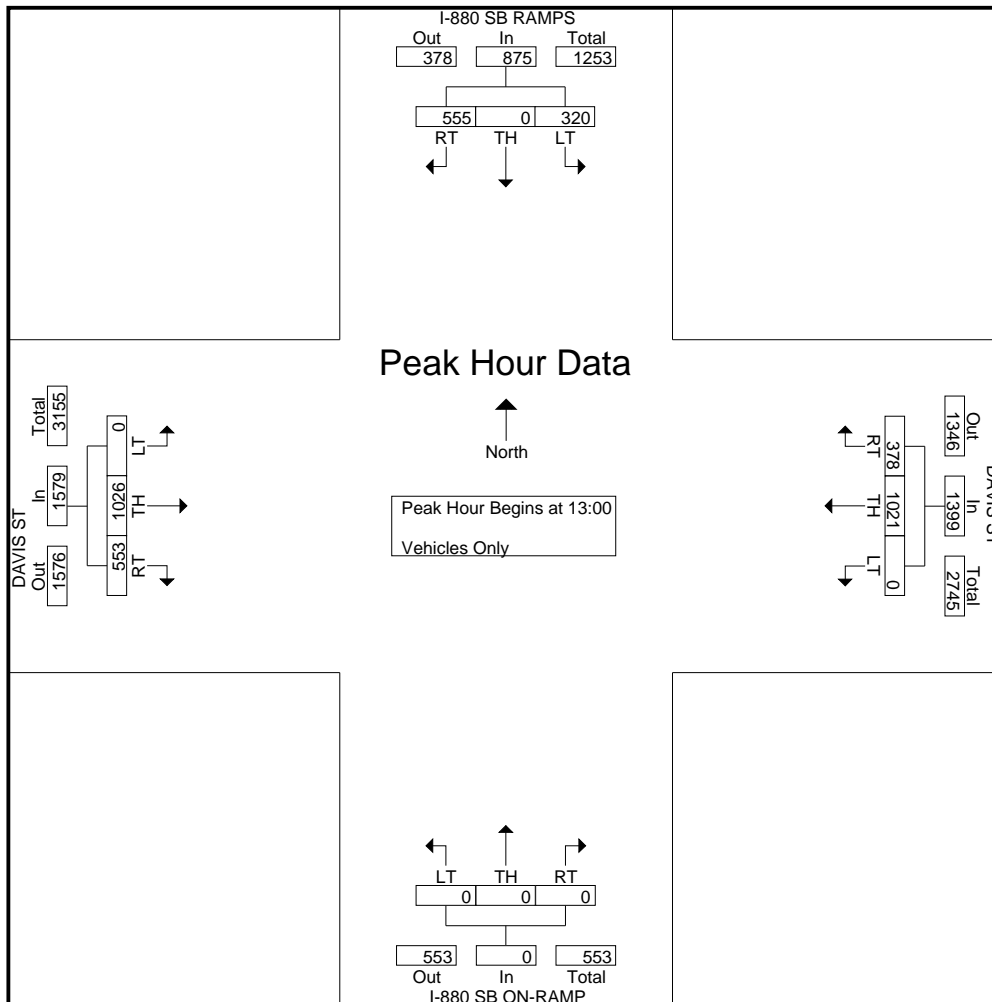 I-880 SB RAMPS
Out In Total
378 875 1253
555 0 320
RT TH LT
Peak Hour Data
North
Peak Hour Begins at 13:00
Vehicles Only
DAVIS ST
Out In Total
1576 1579 3155
553 1026 0
RT TH LT
DAVIS ST
Out In Total
1346 1399 2745
378 1021 0
RT TH LT
LT TH RT
0 0 0
553 0 553
Out In Total
I-880 SB ON-RAMP